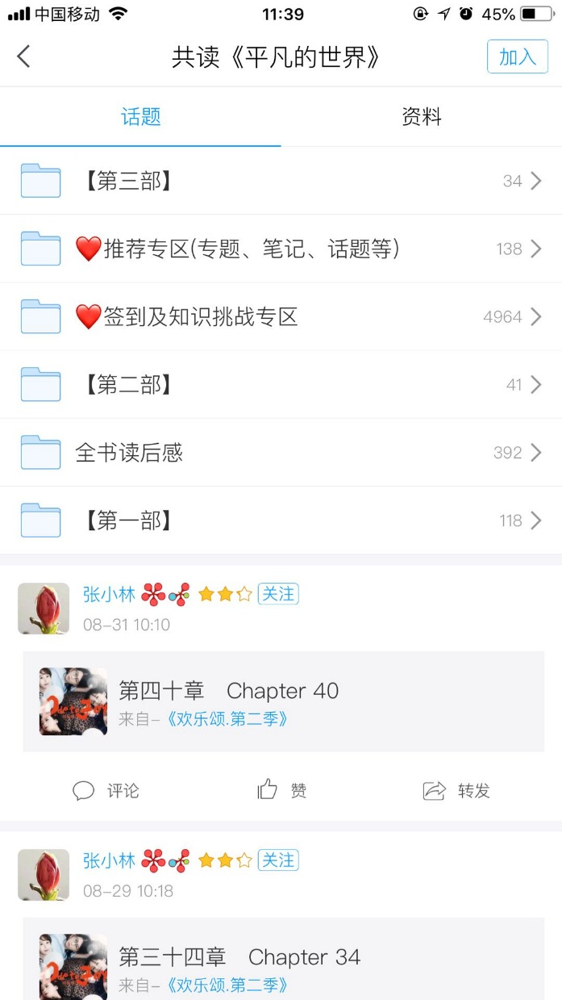 中国移动 11:39 45%
共读《平凡的世界》 加入
话题 资料
【第三部】 34
❤️推荐专区(专题、笔记、话题等) 138
❤️签到及知识挑战专区 4964
【第二部】 41
全书读后感 392
【第一部】 118
张小林 关注
08-31 10:10
第四十章 Chapter 40
来自-《欢乐颂.第二季》
评论 赞 转发
张小林 关注
08-29 10:18
第三十四章 Chapter 34
来自-《欢乐颂.第二季》